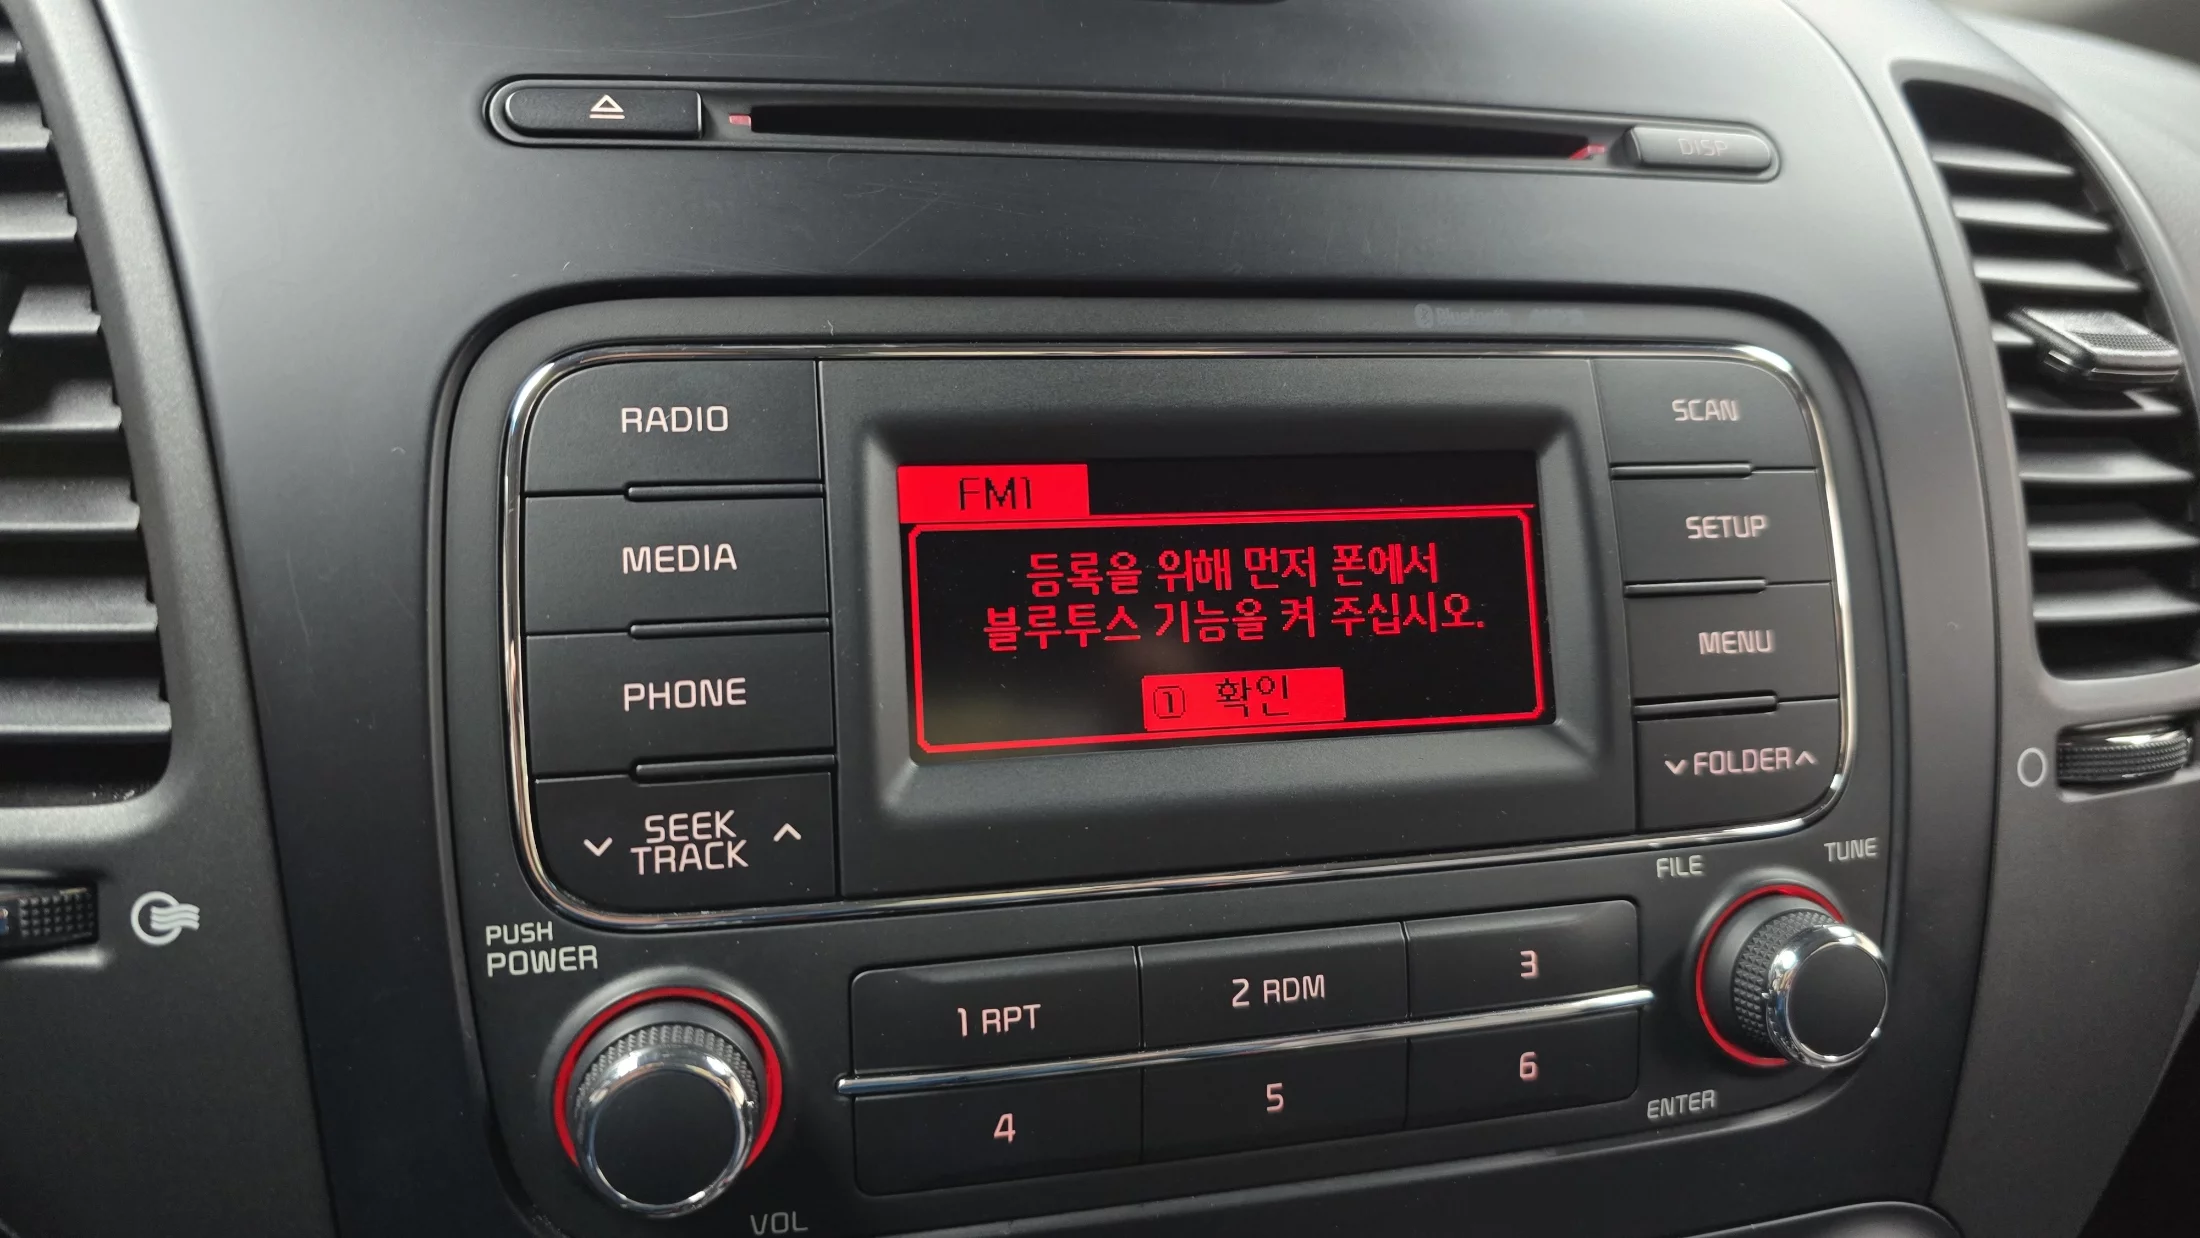 DISP
Bluetooth
RADIO
MEDIA
PHONE
SEEK
TRACK
FM1
등록을 위해 먼저 폰에서
블루투스 기능을 켜 주십시오.
1 확인
SCAN
SETUP
MENU
FOLDER
PUSH
POWER
VOL
1 RPT
2 RDM
3
4
5
6
FILE
TUNE
ENTER